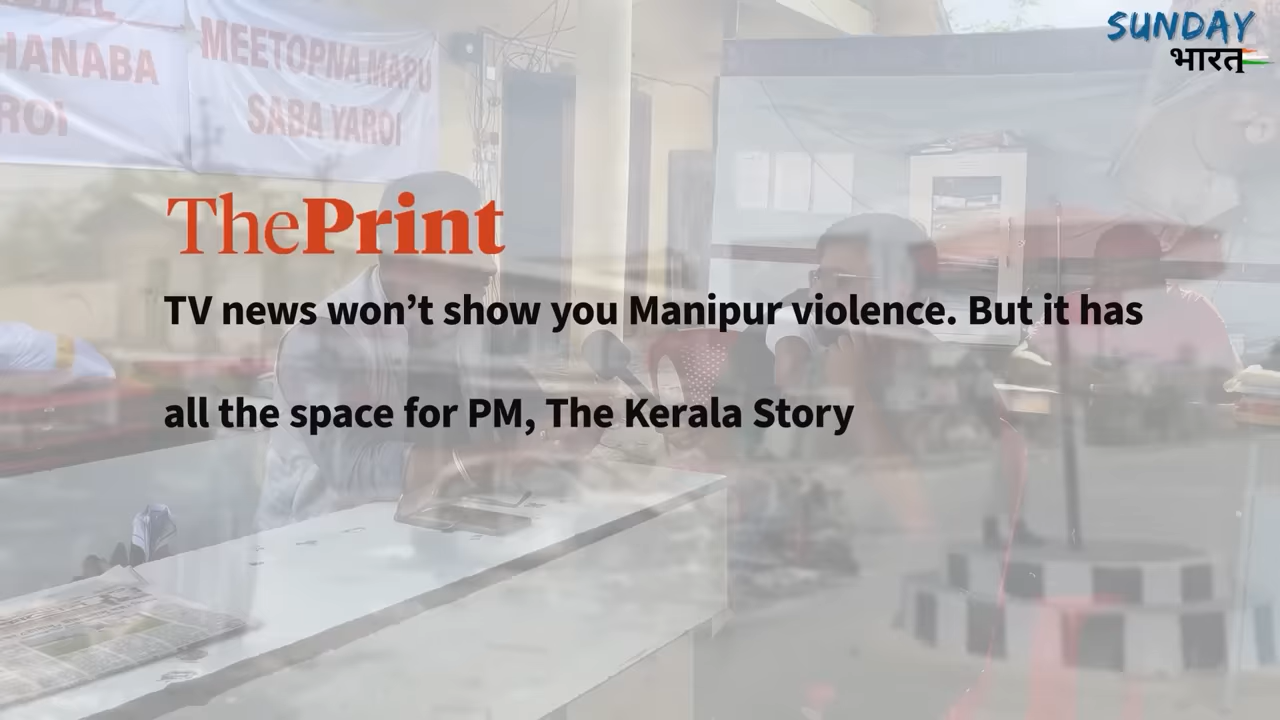 SUNDAY
भारत
HANABA
ROI
MEETOPNA MAPU
SABA YAROI
ThePrint
TV news won’t show you Manipur violence. But it has
all the space for PM, The Kerala Story